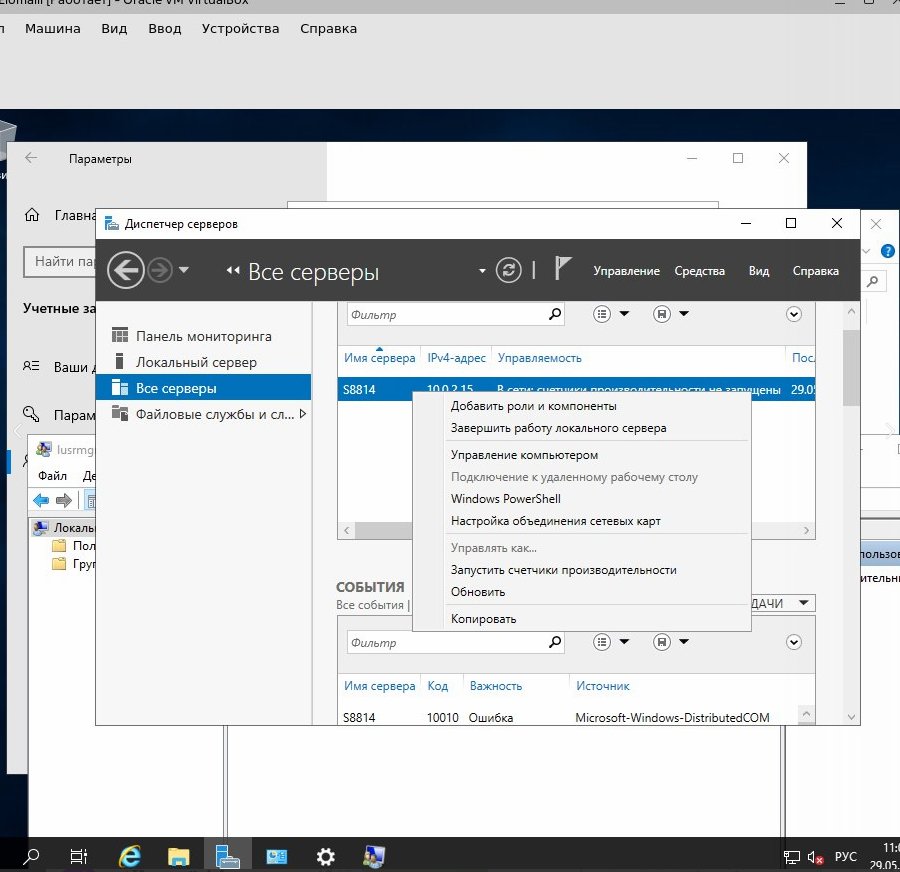 [Работает] - Oracle VM VirtualBox
Машина Вид Ввод Устройства Справка
Параметры
Главна
Найти пар
Учетные за
Ваши д
Парам
lusrmg
Файл Де
Локаль
Пол
Груп
Диспетчер серверов
Все серверы
Управление Средства Вид Справка
Панель мониторинга
Локальный сервер
Все серверы
Файловые службы и сл...
Фильтр
Имя сервера IPv4-адрес Управляемость Посл
S8814 10.0.2.15 В сети: счетчики производительности не запущены 29.05
Добавить роли и компоненты
Завершить работу локального сервера
Управление компьютером
Подключение к удаленному рабочему столу
Windows PowerShell
Настройка объединения сетевых карт
Управлять как...
Запустить счетчики производительности
Обновить
Копировать
СОБЫТИЯ
Все события |
ДАЧИ
Фильтр
Имя сервера Код Важность Источник
S8814 10010 Ошибка Microsoft-Windows-DistributedCOM
пользов
ительны
РУС
11:0
29.05.